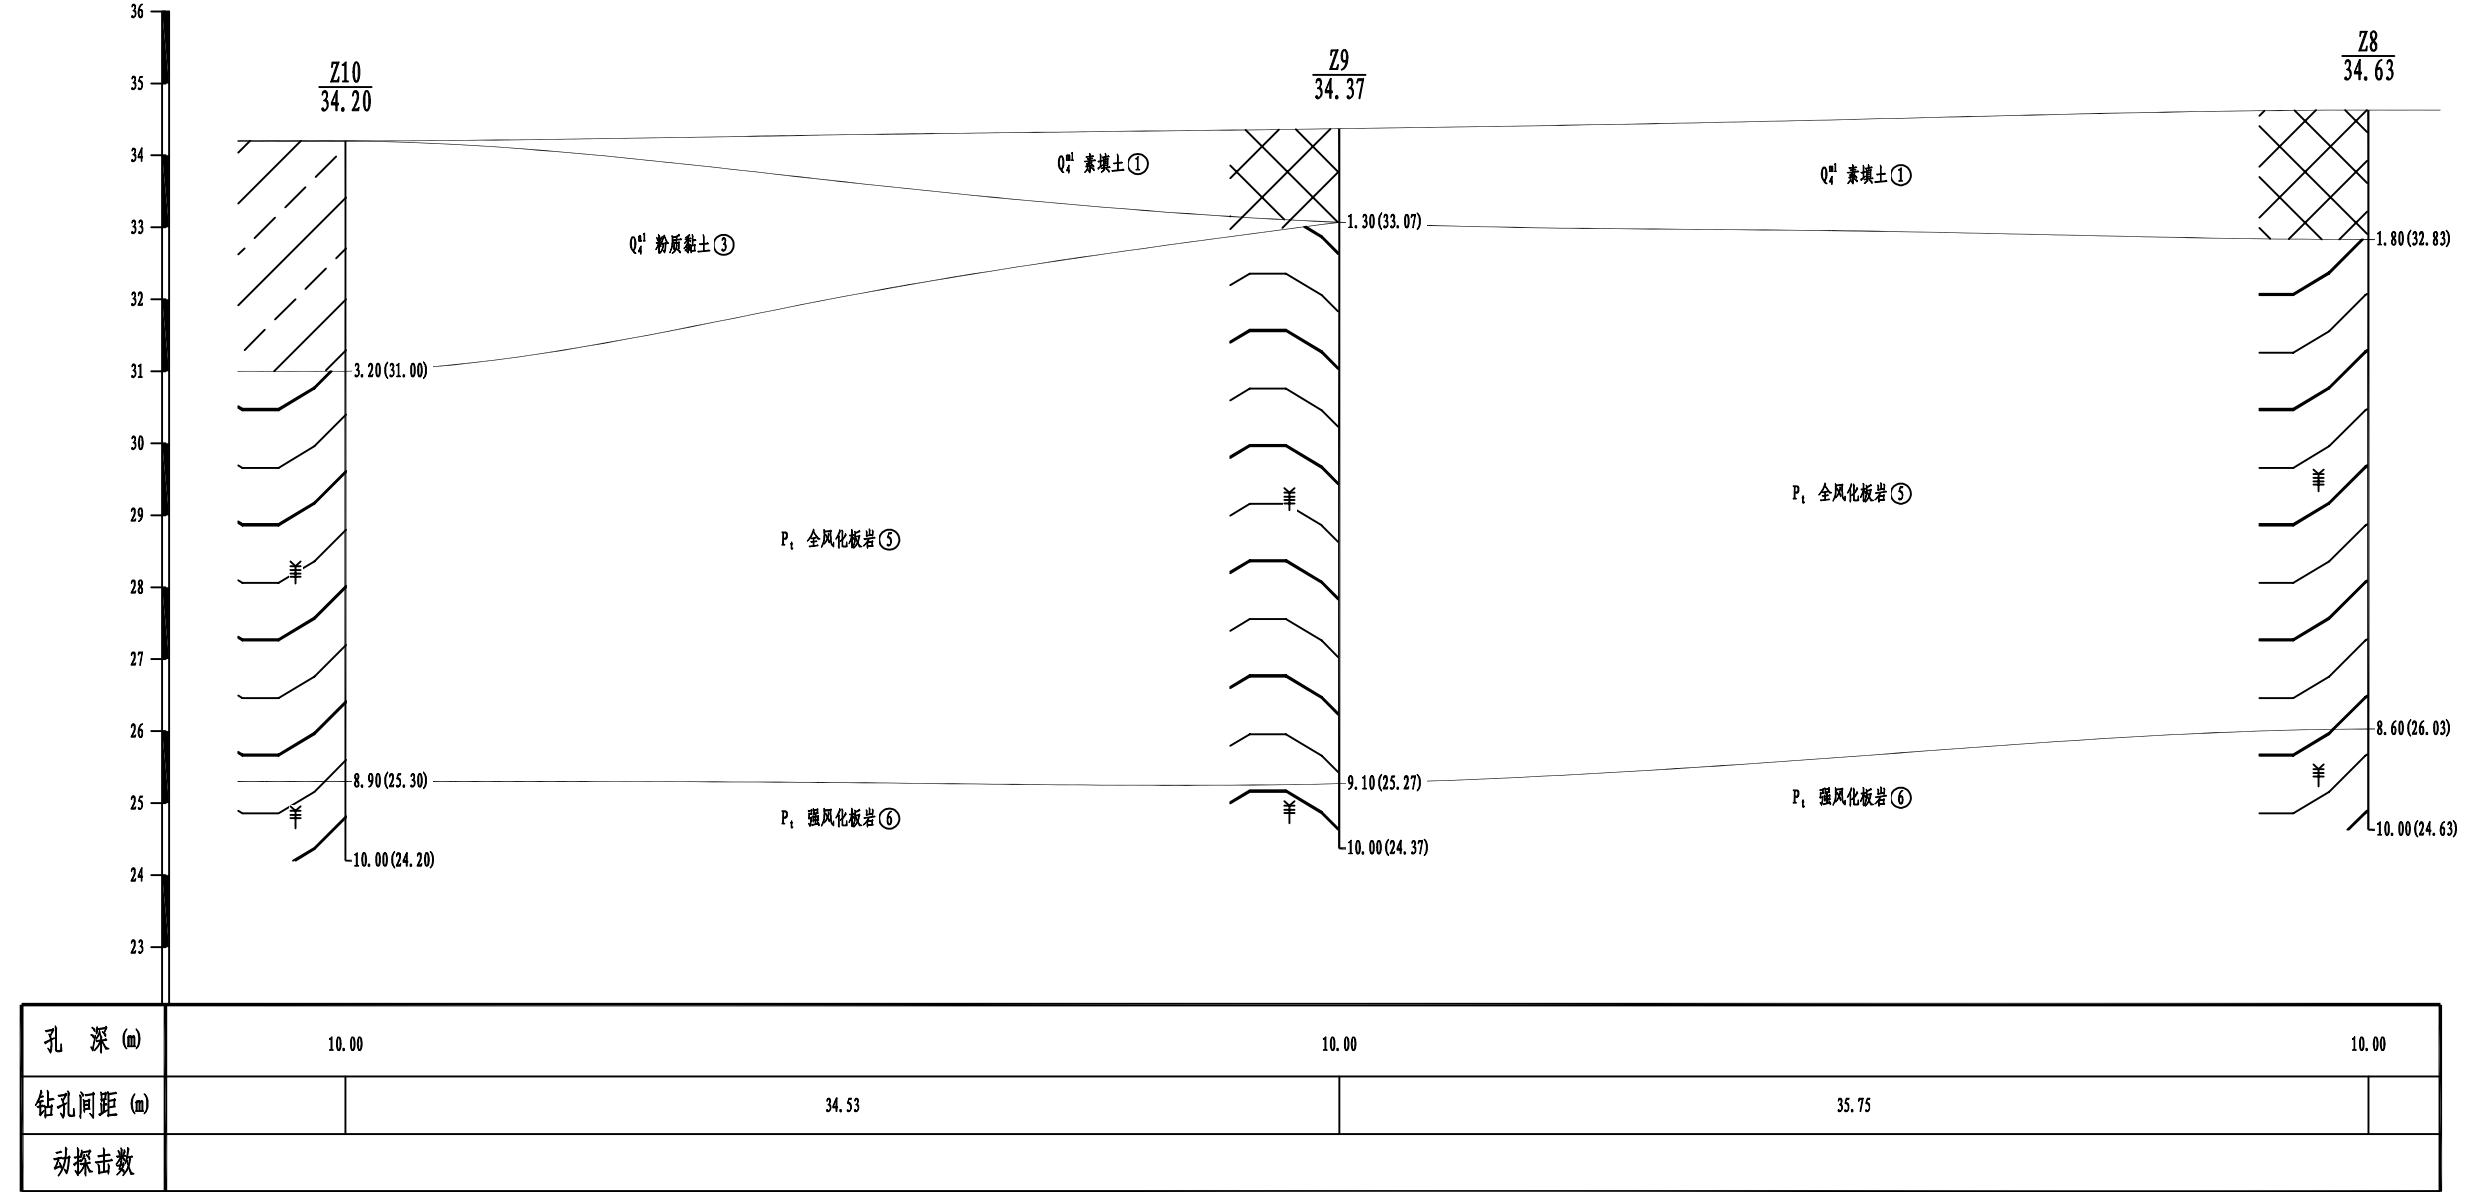 36
35
34
33
32
31
30
29
28
27
26
25
24
23
Z10
34.20
Z9
34.37
Z8
34.63
Q₄ᵐˡ 素填土①
Q₄ᵐˡ 素填土①
Q₄ᵃˡ 粉质黏土③
1.30(33.07)
1.80(32.83)
3.20(31.00)
Pₜ 全风化板岩⑤
Pₜ 全风化板岩⑤
8.90(25.30)
9.10(25.27)
8.60(26.03)
Pₜ 强风化板岩⑥
Pₜ 强风化板岩⑥
10.00(24.20)
10.00(24.37)
10.00(24.63)
孔 深 (m) 10.00 10.00 10.00
钻孔间距 (m) 34.53 35.75
动探击数